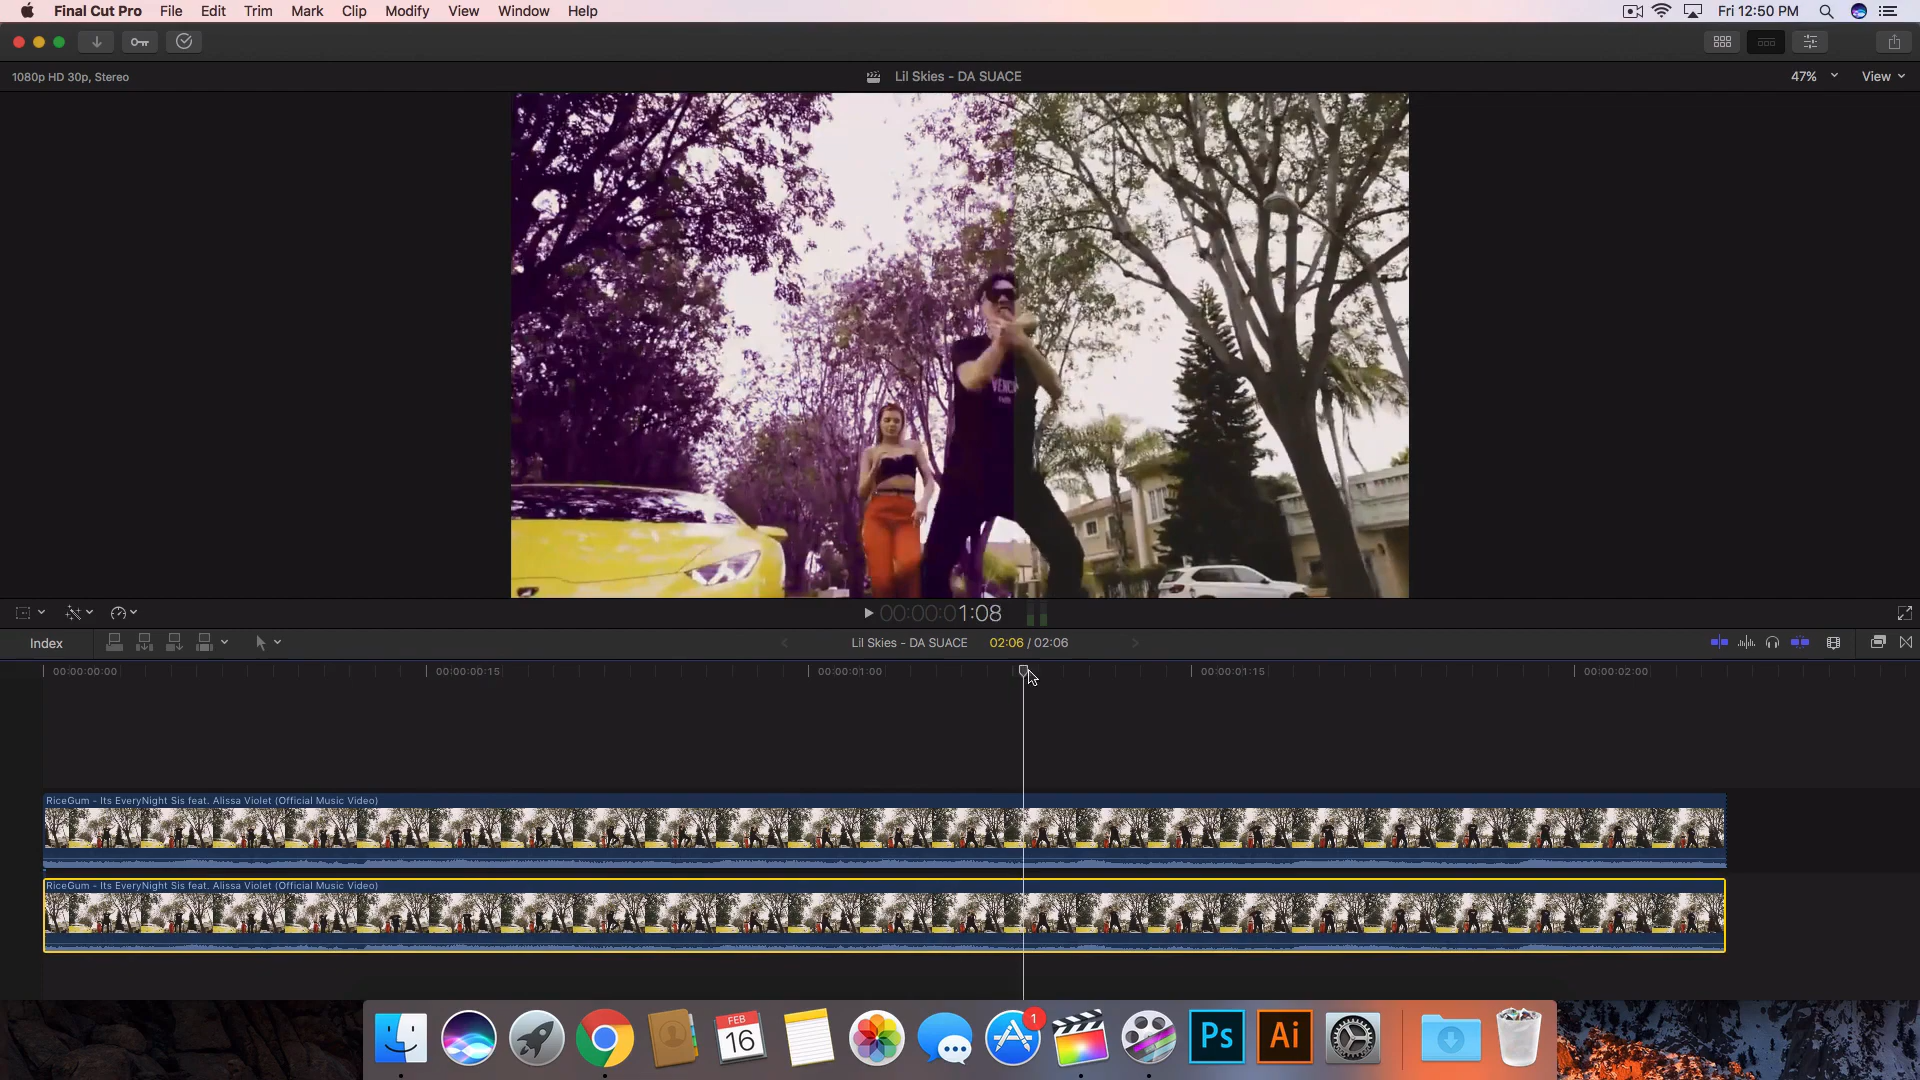 Final Cut Pro File Edit Trim Mark Clip Modify View Window Help
Fri 12:50 PM
1080p HD 30p, Stereo
Lil Skies - DA SUACE
47%
View
00:00:00:01:08
Index
Lil Skies - DA SUACE
02:06 / 02:06
00:00:00:00
00:00:00:15
00:00:01:00
00:00:01:15
00:00:02:00
RiceGum - Its EveryNight Sis feat. Alissa Violet (Official Music Video)
RiceGum - Its EveryNight Sis feat. Alissa Violet (Official Music Video)
FEB
16
1
Ps
Ai